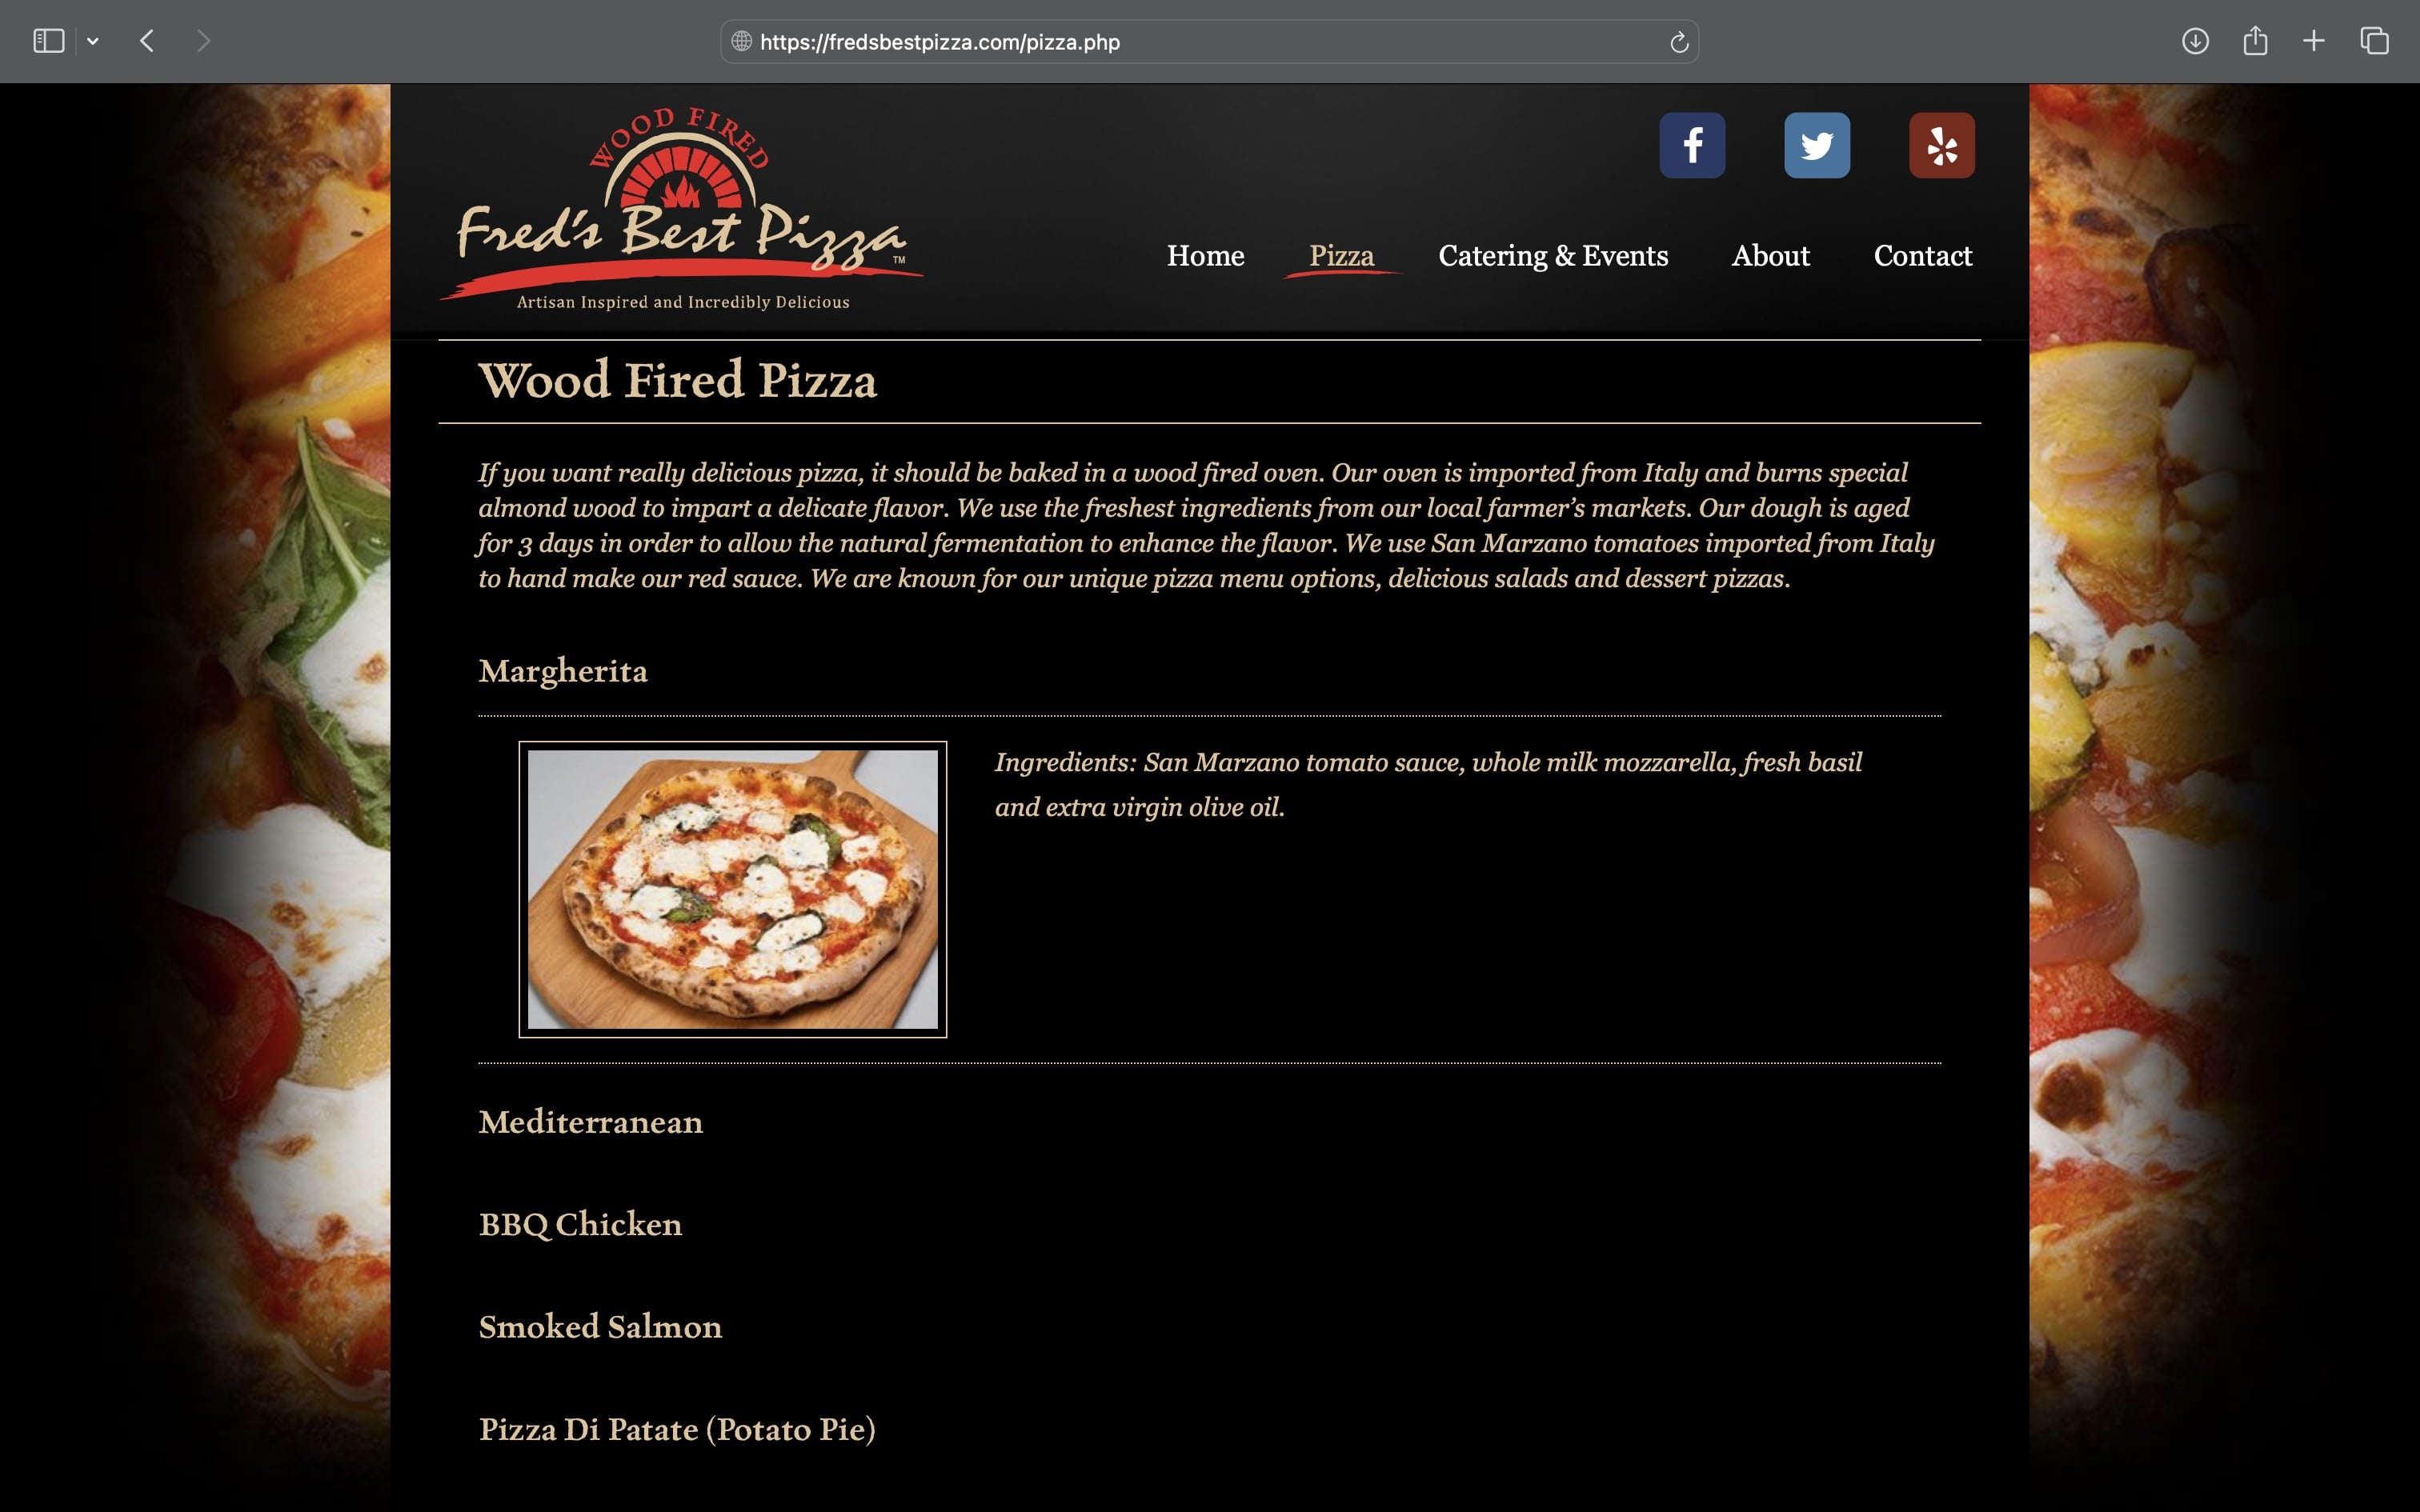 https://fredsbestpizza.com/pizza.php
WOOD FIRED
Fred's Best Pizza™
Artisan Inspired and Incredibly Delicious
Home Pizza Catering & Events About Contact
Wood Fired Pizza
If you want really delicious pizza, it should be baked in a wood fired oven. Our oven is imported from Italy and burns special
almond wood to impart a delicate flavor. We use the freshest ingredients from our local farmer’s markets. Our dough is aged
for 3 days in order to allow the natural fermentation to enhance the flavor. We use San Marzano tomatoes imported from Italy
to hand make our red sauce. We are known for our unique pizza menu options, delicious salads and dessert pizzas.
Margherita
Ingredients: San Marzano tomato sauce, whole milk mozzarella, fresh basil
and extra virgin olive oil.
Mediterranean
BBQ Chicken
Smoked Salmon
Pizza Di Patate (Potato Pie)